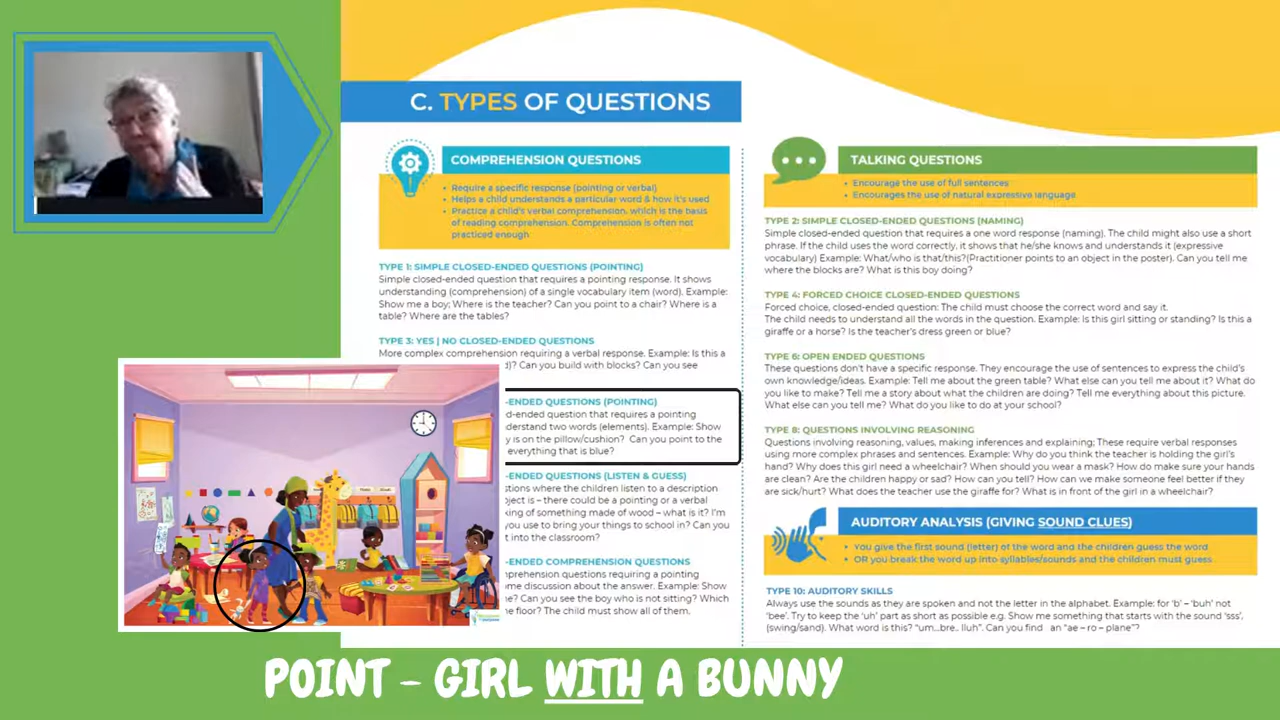 C. TYPES OF QUESTIONS
COMPREHENSION QUESTIONS
• Require a specific response (pointing or verbal)
• Helps a child understands a particular word & how it's used
• Practice a child's verbal comprehension, which is the basis
of reading comprehension. Comprehension is often not
practiced enough
TYPE 1: SIMPLE CLOSED-ENDED QUESTIONS (POINTING)
Simple closed-ended question that requires a pointing response. It shows
understanding (comprehension) of a single vocabulary item (word). Example:
Show me a boy; Where is the teacher? Can you point to a chair? Where is a
table? Where are the tables?
TYPE 3: YES | NO CLOSED-ENDED QUESTIONS
More complex comprehension requiring a verbal response. Example: Is this a
)? Can you build with blocks? Can you see
-ENDED QUESTIONS (POINTING)
d-ended question that requires a pointing
derstand two words (elements). Example: Show
y is on the pillow/cushion? Can you point to the
everything that is blue?
-ENDED QUESTIONS (LISTEN & GUESS)
stions where the children listen to a description
ject is – there could be a pointing or a verbal
king of something made of wood – what is it? I'm
you use to bring your things to school in? Can you
t into the classroom?
-ENDED COMPREHENSION QUESTIONS
prehension questions requiring a pointing
me discussion about the answer. Example: Show
e? Can you see the boy who is not sitting? Which
e floor? The child must show all of them.
TALKING QUESTIONS
• Encourage the use of full sentences
• Encourages the use of natural expressive language
TYPE 2: SIMPLE CLOSED-ENDED QUESTIONS (NAMING)
Simple closed-ended question that requires a one word response (naming). The child might also use a short
phrase. If the child uses the word correctly, it shows that he/she knows and understands it (expressive
vocabulary) Example: What/who is that/this?(Practitioner points to an object in the poster). Can you tell me
where the blocks are? What is this boy doing?
TYPE 4: FORCED CHOICE CLOSED-ENDED QUESTIONS
Forced choice, closed-ended question: The child must choose the correct word and say it.
The child needs to understand all the words in the question. Example: Is this girl sitting or standing? Is this a
giraffe or a horse? Is the teacher's dress green or blue?
TYPE 6: OPEN ENDED QUESTIONS
These questions don't have a specific response. They encourage the use of sentences to express the child's
own knowledge/ideas. Example: Tell me about the green table? What else can you tell me about it? What do
you like to make? Tell me a story about what the children are doing? Tell me everything about this picture.
What else can you tell me? What do you like to do at your school?
TYPE 8: QUESTIONS INVOLVING REASONING
Questions involving reasoning, values, making inferences and explaining; These require verbal responses
using more complex phrases and sentences. Example: Why do you think the teacher is holding the girl's
hand? Why does this girl need a wheelchair? When should you wear a mask? How do make sure your hands
are clean? Are the children happy or sad? How can you tell? How can we make someone feel better if they
are sick/hurt? What does the teacher use the giraffe for? What is in front of the girl in a wheelchair?
AUDITORY ANALYSIS (GIVING SOUND CLUES)
• You give the first sound (letter) of the word and the children guess the word
• OR you break the word up into syllables/sounds and the children must guess
TYPE 10: AUDITORY SKILLS
Always use the sounds as they are spoken and not the letter in the alphabet. Example: for 'b' – 'buh' not
'bee'. Try to keep the 'uh' part as short as possible e.g. Show me something that starts with the sound 'sss'.
(swing/sand). What word is this? "um...bre.. lluh". Can you find an "ae – ro – plane"?
POINT - GIRL WITH A BUNNY